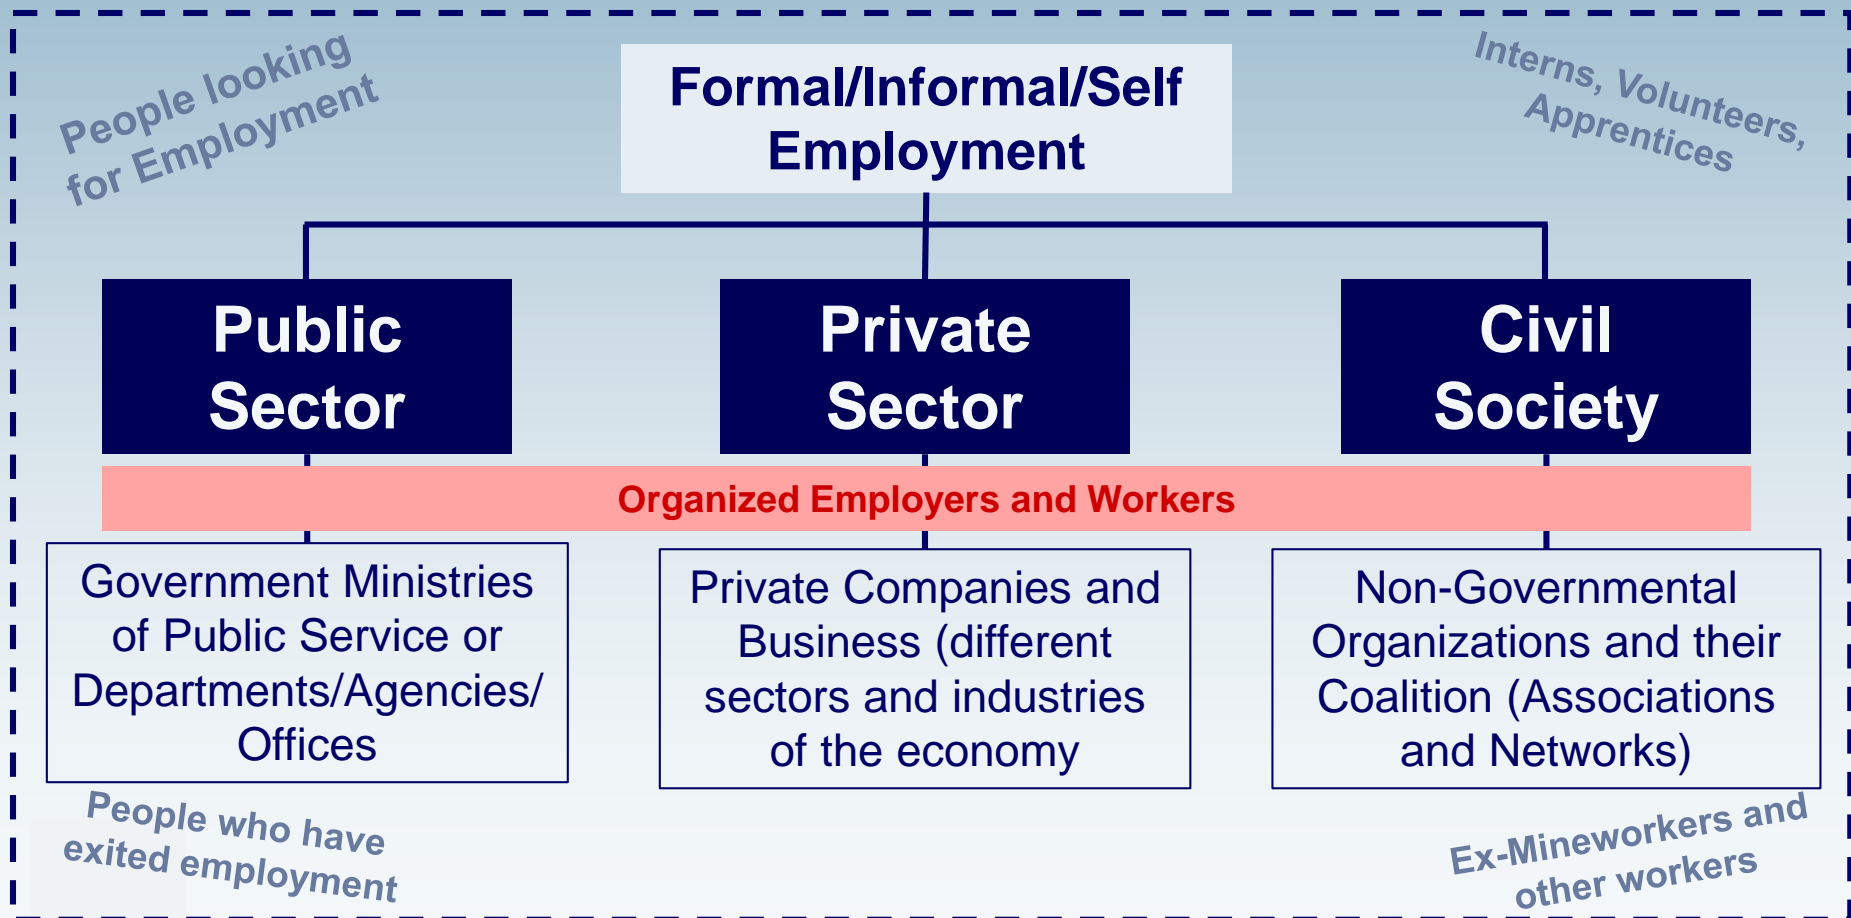 People looking
for Employment
Formal/Informal/Self
Employment
Interns, Volunteers,
Apprentices
Public
Sector
Private
Sector
Civil
Society
Organized Employers and Workers
Government Ministries
of Public Service or
Departments/Agencies/
Offices
Private Companies and
Business (different
sectors and industries
of the economy
Non-Governmental
Organizations and their
Coalition (Associations
and Networks)
People who have
exited employment
Ex-Mineworkers and
other workers